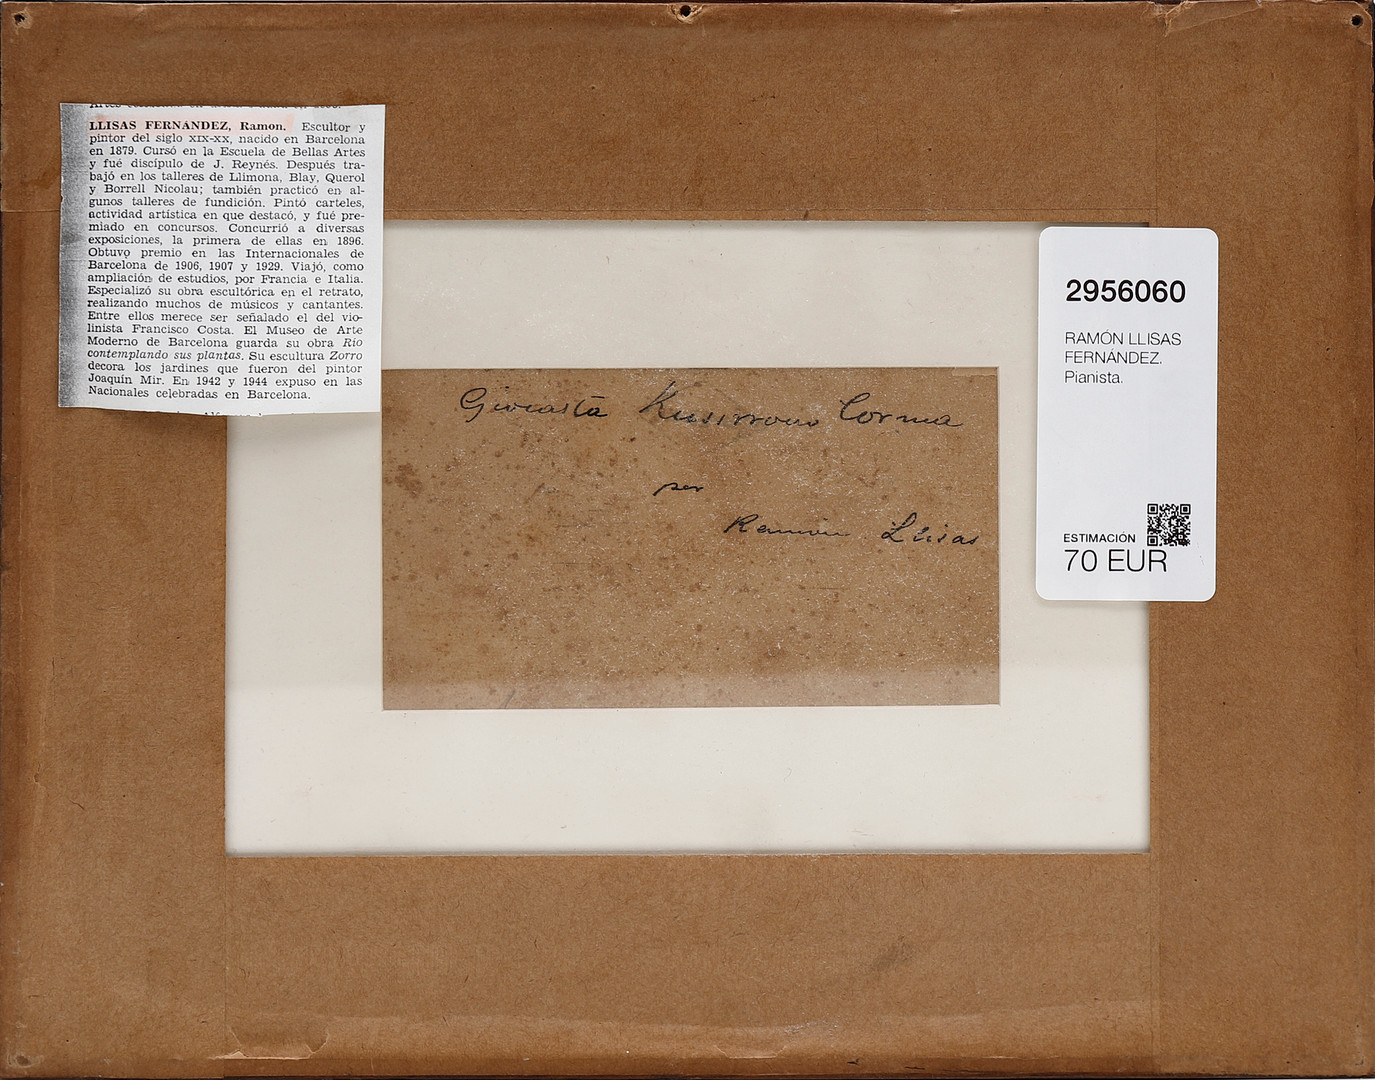 LLISAS FERNÁNDEZ, Ramon. Escultor y
pintor del siglo XIX-XX, nacido en Barcelona
en 1879. Cursó en la Escuela de Bellas Artes
y fué discípulo de J. Reynés. Después tra-
bajó en los talleres de Llimona, Blay, Querol
y Borrell Nicolau; también practicó en al-
gunos talleres de fundición. Pintó carteles,
actividad artística en que destacó, y fué pre-
miado en concursos. Concurrió a diversas
exposiciones, la primera de ellas en 1896.
Obtuvo premio en las Internacionales de
Barcelona de 1906, 1907 y 1929. Viajó, como
ampliación de estudios, por Francia e Italia.
Especializó su obra escultórica en el retrato,
realizando muchos de músicos y cantantes.
Entre ellos merece ser señalado el del vio-
linista Francisco Costa. El Museo de Arte
Moderno de Barcelona guarda su obra Río
contemplando sus plantas. Su escultura Zorro
decora los jardines que fueron del pintor
Joaquín Mir. En 1942 y 1944 expuso en las
Nacionales celebradas en Barcelona.
2956060
RAMÓN LLISAS
FERNÁNDEZ.
Pianista.
ESTIMACIÓN
70 EUR
per
Ramon Llisas